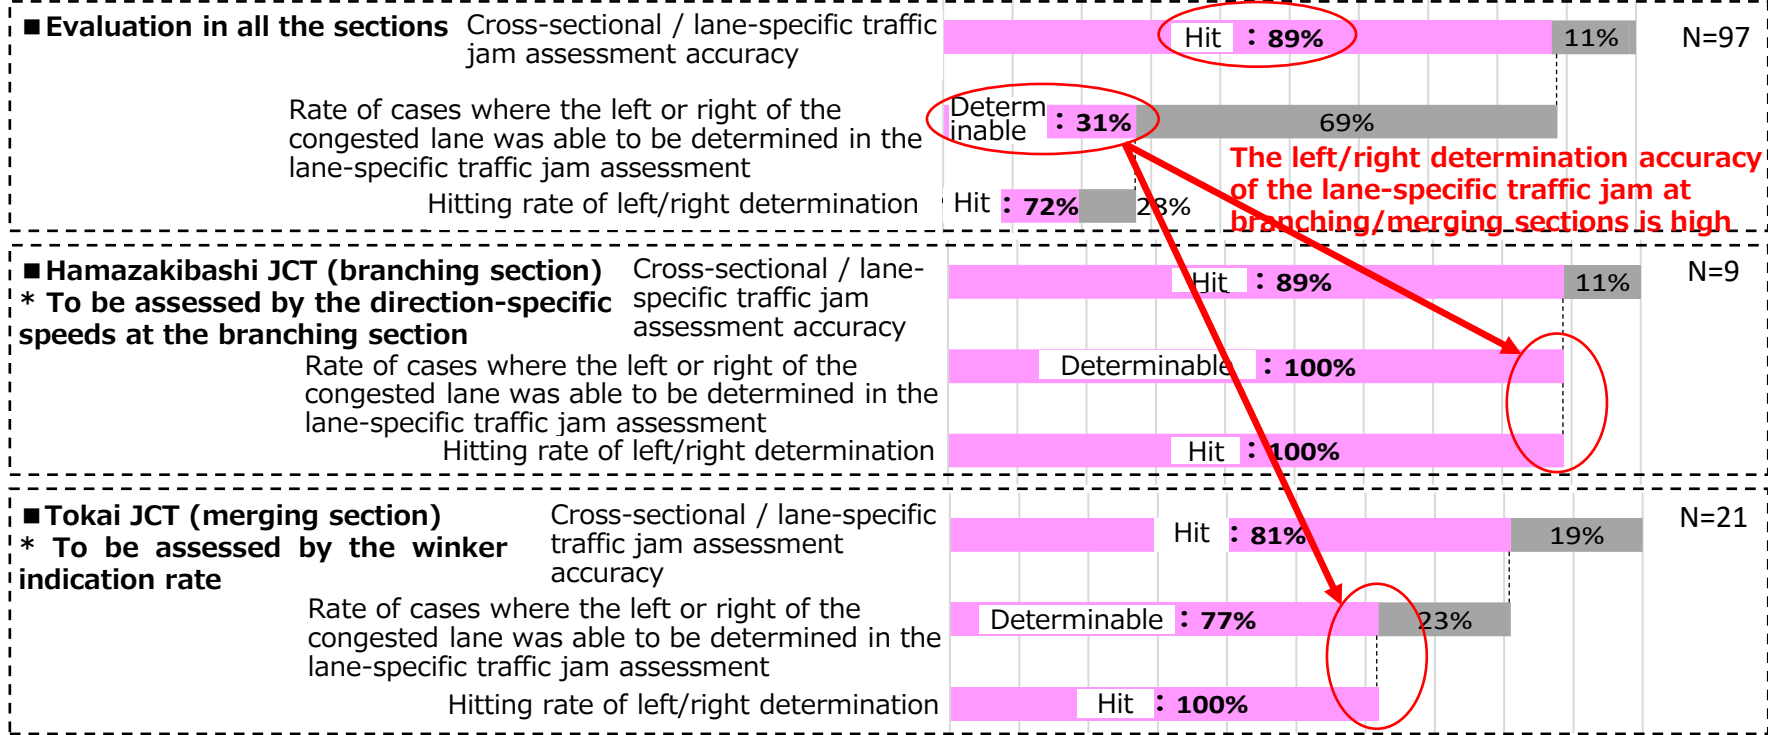 ■Evaluation in all the sections
Cross-sectional / lane-specific traffic
jam assessment accuracy
Hit : 89%
11%
N=97
Rate of cases where the left or right of the
congested lane was able to be determined in the
lane-specific traffic jam assessment
Determ
inable : 31%
69%
The left/right determination accuracy
of the lane-specific traffic jam at
branching/merging sections is high
Hitting rate of left/right determination
Hit : 72%
28%
■Hamazakibashi JCT (branching section)
* To be assessed by the direction-specific
speeds at the branching section
Cross-sectional / lane-
specific traffic jam
assessment accuracy
Hit : 89%
11%
N=9
Rate of cases where the left or right of the
congested lane was able to be determined in the
lane-specific traffic jam assessment
Determinable : 100%
Hitting rate of left/right determination
Hit : 100%
■Tokai JCT (merging section)
* To be assessed by the winker
indication rate
Cross-sectional / lane-specific
traffic jam assessment
accuracy
Hit : 81%
19%
N=21
Rate of cases where the left or right of the
congested lane was able to be determined in the
lane-specific traffic jam assessment
Determinable : 77%
23%
Hitting rate of left/right determination
Hit : 100%